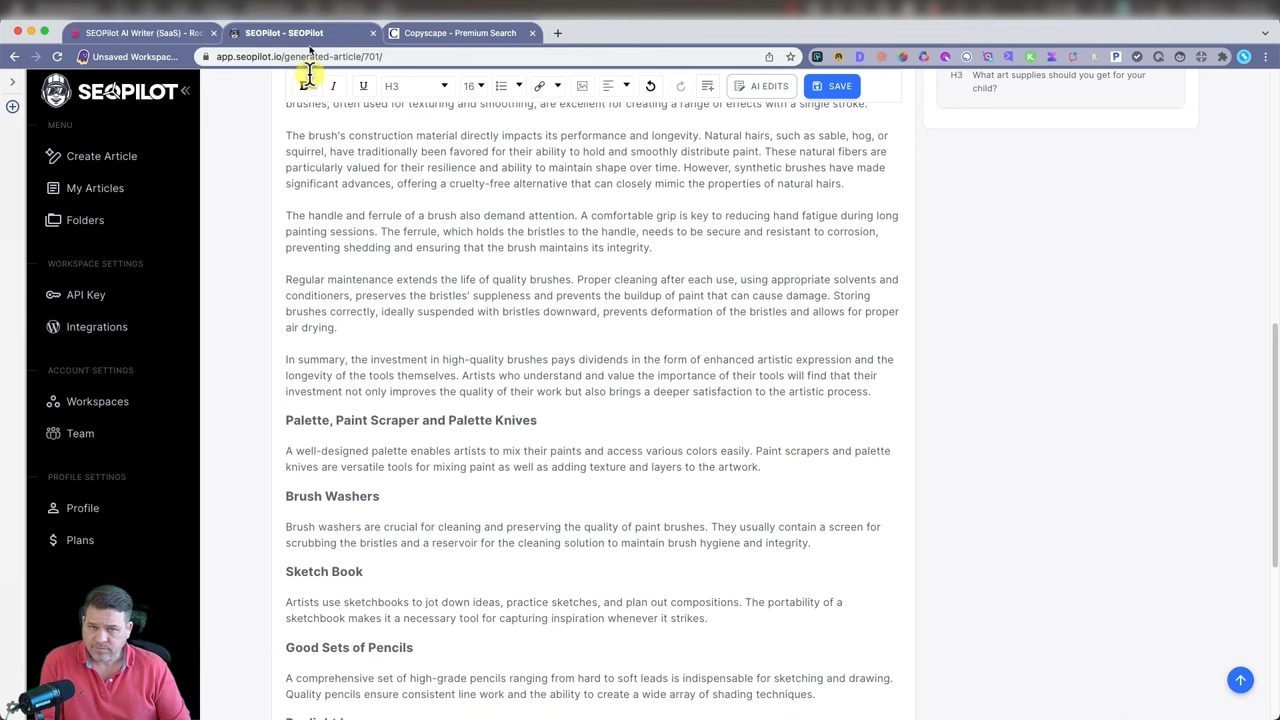 SEOPilot AI Writer (SaaS) - Roc
SEOPilot - SEOPilot
Copyscape - Premium Search
Unsaved Workspac...
app.seopilot.io/generated-article/701/
SEOPILOT
MENU
Create Article
My Articles
Folders
WORKSPACE SETTINGS
API Key
Integrations
ACCOUNT SETTINGS
Workspaces
Team
PROFILE SETTINGS
Profile
Plans
I
U
H3
16
AI EDITS
SAVE
brushes, often used for texturing and smoothing, are excellent for creating a range of effects with a single stroke.
The brush's construction material directly impacts its performance and longevity. Natural hairs, such as sable, hog, or
squirrel, have traditionally been favored for their ability to hold and smoothly distribute paint. These natural fibers are
particularly valued for their resilience and ability to maintain shape over time. However, synthetic brushes have made
significant advances, offering a cruelty-free alternative that can closely mimic the properties of natural hairs.
The handle and ferrule of a brush also demand attention. A comfortable grip is key to reducing hand fatigue during long
painting sessions. The ferrule, which holds the bristles to the handle, needs to be secure and resistant to corrosion,
preventing shedding and ensuring that the brush maintains its integrity.
Regular maintenance extends the life of quality brushes. Proper cleaning after each use, using appropriate solvents and
conditioners, preserves the bristles' suppleness and prevents the buildup of paint that can cause damage. Storing
brushes correctly, ideally suspended with bristles downward, prevents deformation of the bristles and allows for proper
air drying.
In summary, the investment in high-quality brushes pays dividends in the form of enhanced artistic expression and the
longevity of the tools themselves. Artists who understand and value the importance of their tools will find that their
investment not only improves the quality of their work but also brings a deeper satisfaction to the artistic process.
Palette, Paint Scraper and Palette Knives
A well-designed palette enables artists to mix their paints and access various colors easily. Paint scrapers and palette
knives are versatile tools for mixing paint as well as adding texture and layers to the artwork.
Brush Washers
Brush washers are crucial for cleaning and preserving the quality of paint brushes. They usually contain a screen for
scrubbing the bristles and a reservoir for the cleaning solution to maintain brush hygiene and integrity.
Sketch Book
Artists use sketchbooks to jot down ideas, practice sketches, and plan out compositions. The portability of a
sketchbook makes it a necessary tool for capturing inspiration whenever it strikes.
Good Sets of Pencils
A comprehensive set of high-grade pencils ranging from hard to soft leads is indispensable for sketching and drawing.
Quality pencils ensure consistent line work and the ability to create a wide array of shading techniques.
H3 What art supplies should you get for your
child?